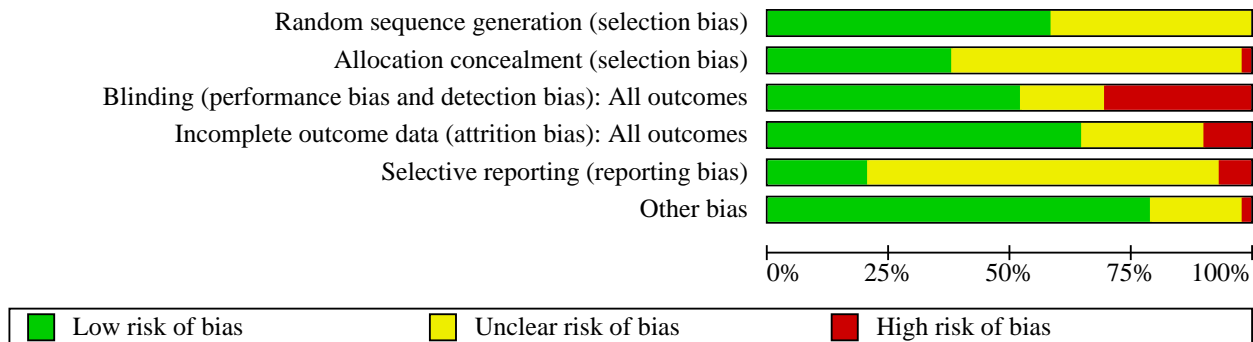 Random sequence generation (selection bias)
Allocation concealment (selection bias)
Blinding (performance bias and detection bias): All outcomes
Incomplete outcome data (attrition bias): All outcomes
Selective reporting (reporting bias)
Other bias
0% 25% 50% 75% 100%
Low risk of bias Unclear risk of bias High risk of bias